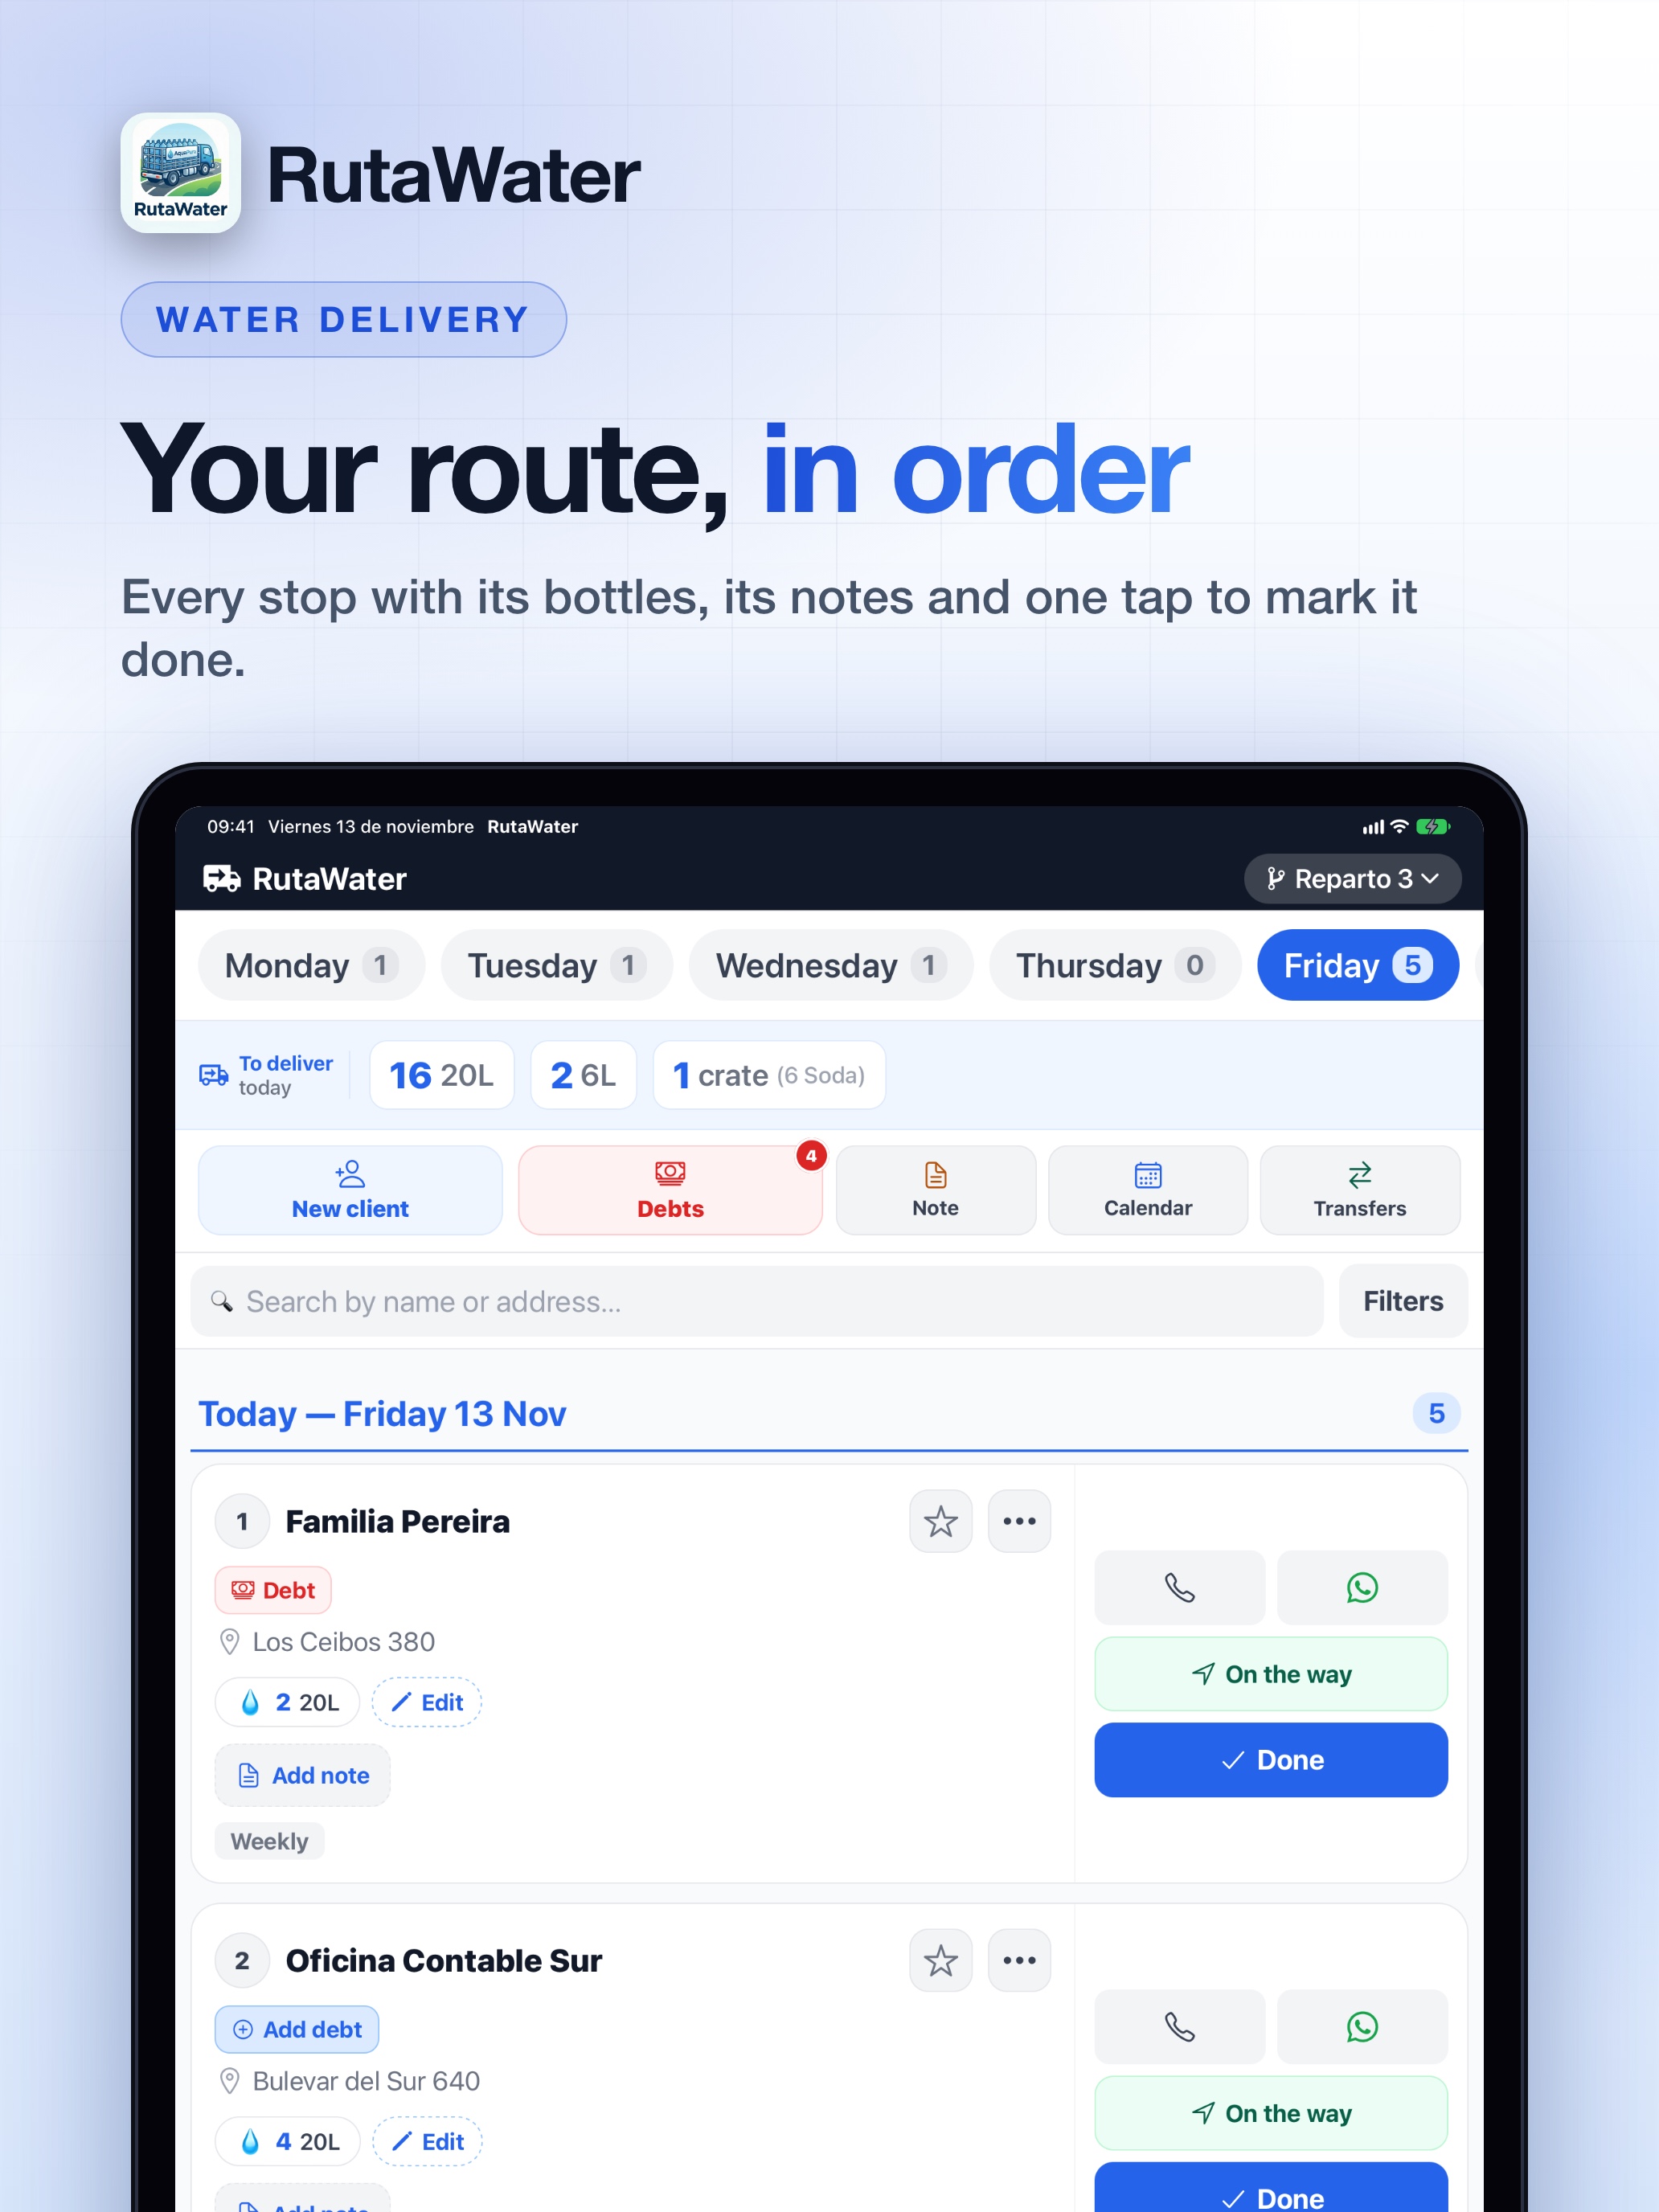 RutaWater
RutaWater
WATER DELIVERY
Your route, in order
Every stop with its bottles, its notes and one tap to mark it
done.
09:41 Viernes 13 de noviembre RutaWater
RutaWater
Reparto 3
Monday 1
Tuesday 1
Wednesday 1
Thursday 0
Friday 5
To deliver
today
16 20L
2 6L
1 crate (6 Soda)
New client
4
Debts
Note
Calendar
Transfers
Search by name or address...
Filters
Today — Friday 13 Nov
5
1 Familia Pereira
Debt
Los Ceibos 380
2 20L
Edit
Add note
Weekly
On the way
Done
2 Oficina Contable Sur
Add debt
Bulevar del Sur 640
4 20L
Edit
Add note
On the way
Done